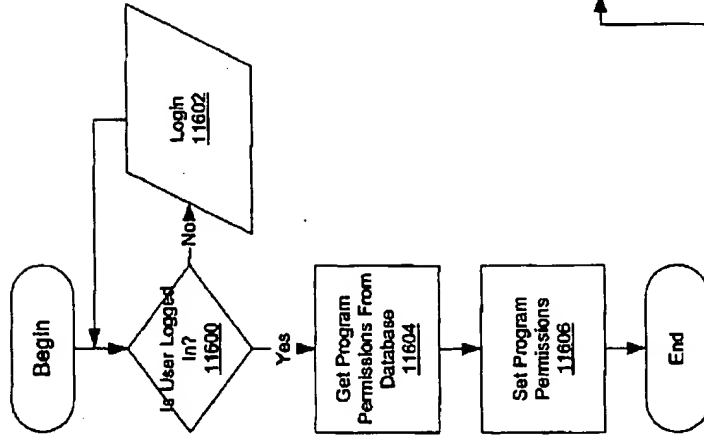 Begin
Is User Logged
In?
11600
No
Login
11602
Yes
Get Program
Permissions From
Database
11604
Set Program
Permissions
11606
End